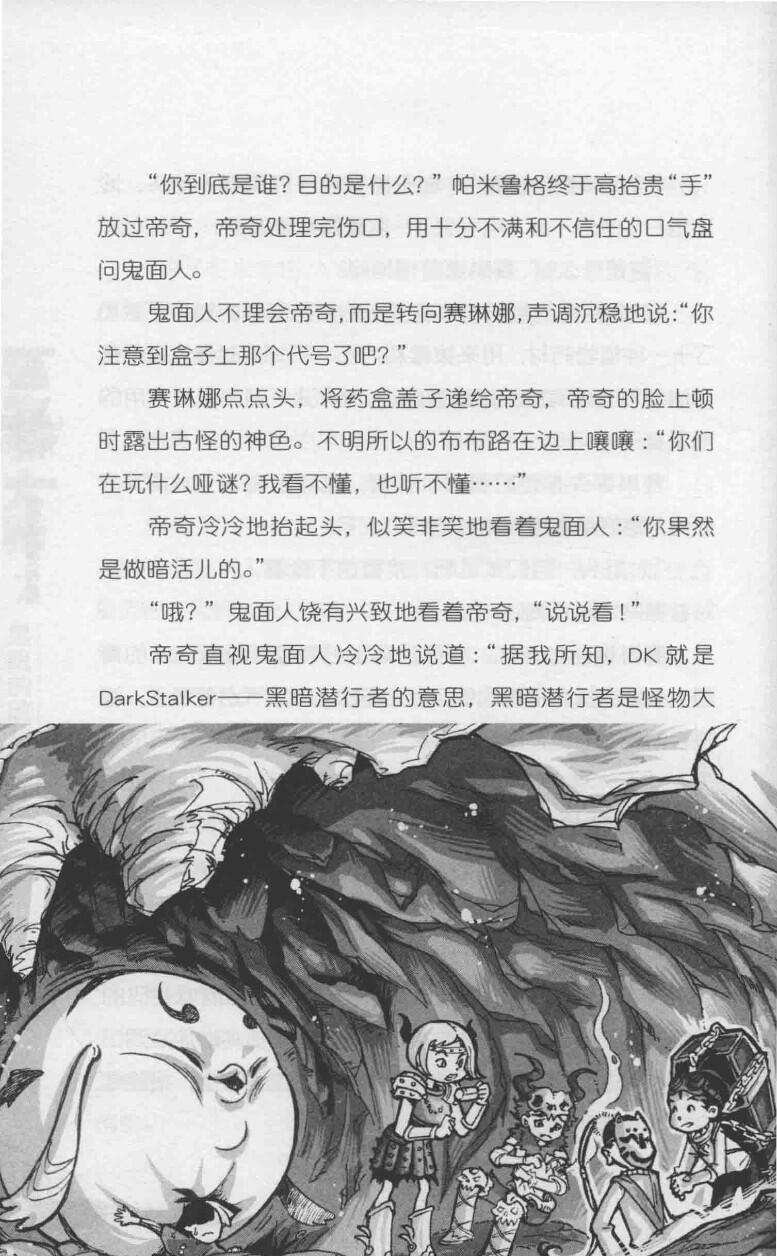 “你到底是谁？目的是什么？”帕米鲁格终于高抬贵“手”
放过帝奇，帝奇处理完伤口，用十分不满和不信任的口气盘
问鬼面人。
鬼面人不理会帝奇，而是转向赛琳娜，声调沉稳地说：“你
注意到盒子上那个代号了吧？”
赛琳娜点点头，将药盒盖子递给帝奇，帝奇的脸上顿
时露出古怪的神色。不明所以的布布路在边上嚷嚷：“你们
在玩什么哑谜？我看不懂，也听不懂……”
帝奇冷冷地抬起头，似笑非笑地看着鬼面人：“你果然
是做暗活儿的。”
“哦？”鬼面人饶有兴致地看着帝奇，“说说看！”
帝奇直视鬼面人冷冷地说道：“据我所知，DK 就是
DarkStalker——黑暗潜行者的意思，黑暗潜行者是怪物大